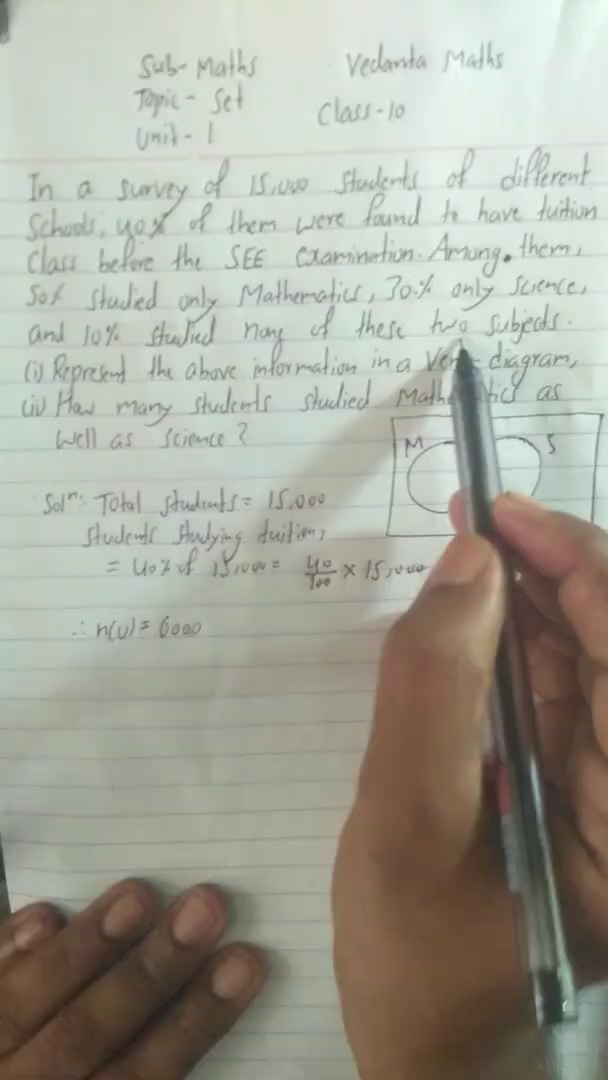 Sub- Maths Vedanta Maths
Topic- Set Class-10
Unit- 1
In a survey of 15,000 students of different
Schools, 40% of them were found to have tuition
Class before the SEE examination. Among them,
50% studied only Mathematics, 30% only science,
and 10% studied none of these two subjects.
(i) Represent the above information in a diagram,
(ii) How many students studied as
well as science?
M S
Solⁿ: Total students = 15,000
students studying tuition,
= 40% of 15,000 = 40/100 × 15,000
∴ n(U) = 6000